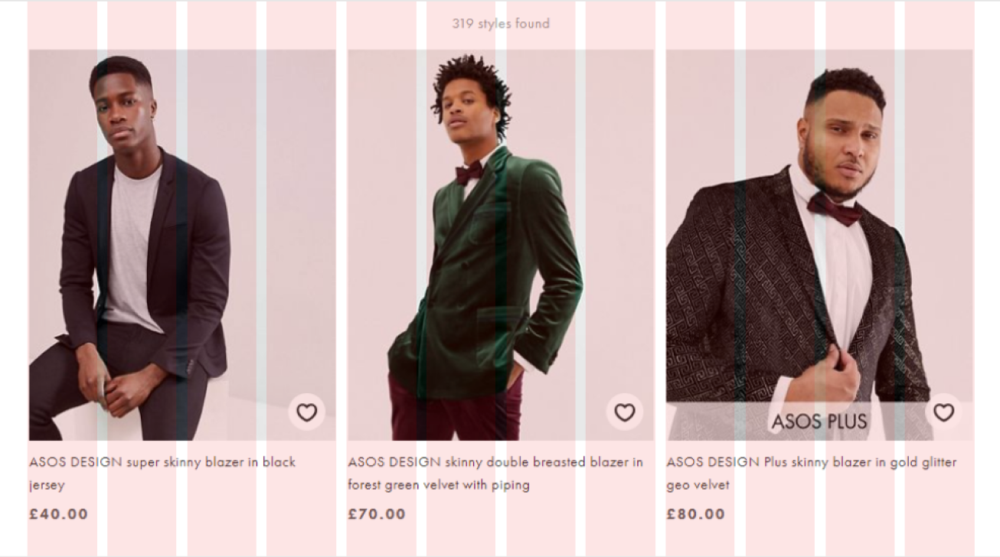 319 styles found
ASOS PLUS
ASOS DESIGN super skinny blazer in black
jersey
£40.00
ASOS DESIGN skinny double breasted blazer in
forest green velvet with piping
£70.00
ASOS DESIGN Plus skinny blazer in gold glitter
geo velvet
£80.00